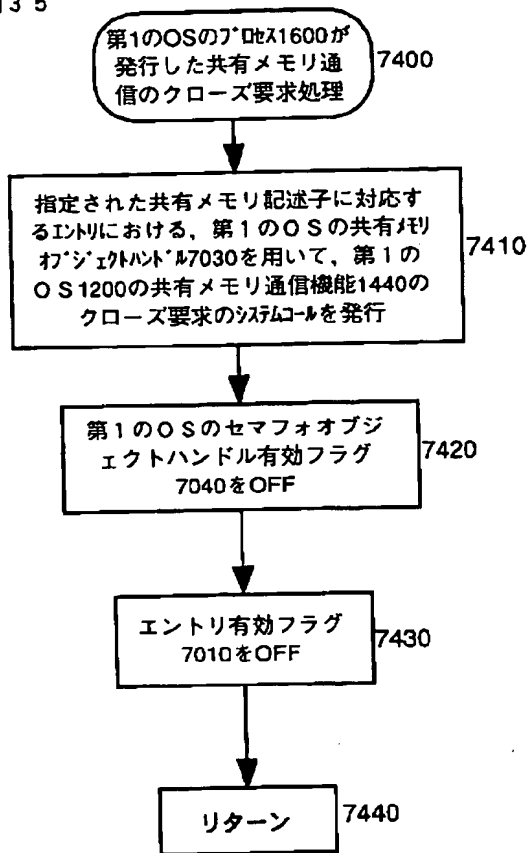 135
第1のOSのプロセス1600が
発行した共有メモリ通
信のクローズ要求処理
7400
指定された共有メモリ記述子に対応す
るエントリにおける，第1のOSの共有メモリ
オブジェクトハンドル7030を用いて，第1の
OS1200の共有メモリ通信機能1440の
クローズ要求のシステムコールを発行
7410
第1のOSのセマフォオブジ
ェクトハンドル有効フラグ
7040をOFF
7420
エントリ有効フラグ
7010をOFF
7430
リターン
7440